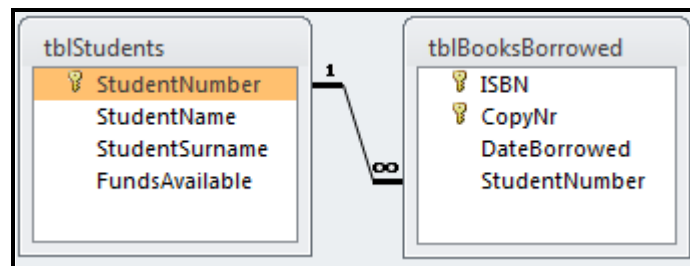 tblStudents
StudentNumber
StudentName
StudentSurname
FundsAvailable
1
∞
tblBooksBorrowed
ISBN
CopyNr
DateBorrowed
StudentNumber